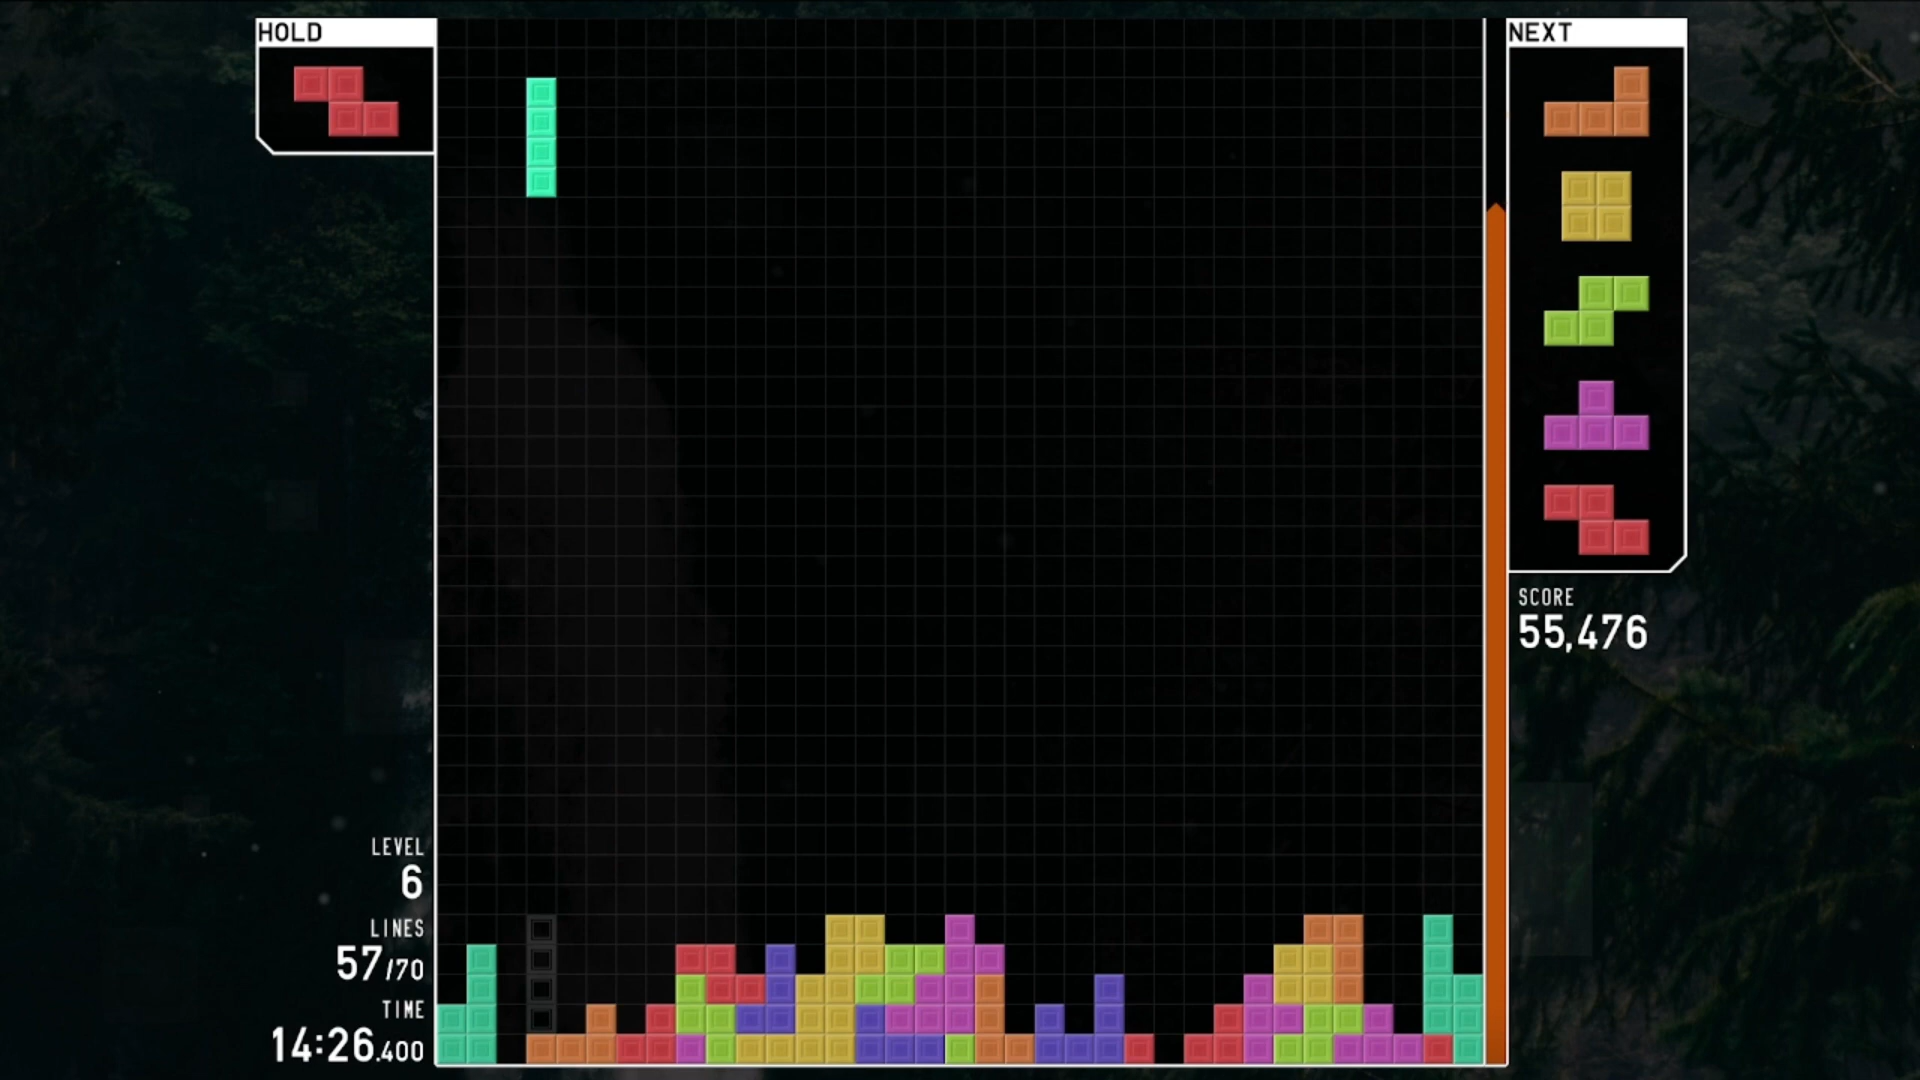 HOLD
NEXT
SCORE
55,476
LEVEL
6
LINES
57/70
TIME
14:26.400